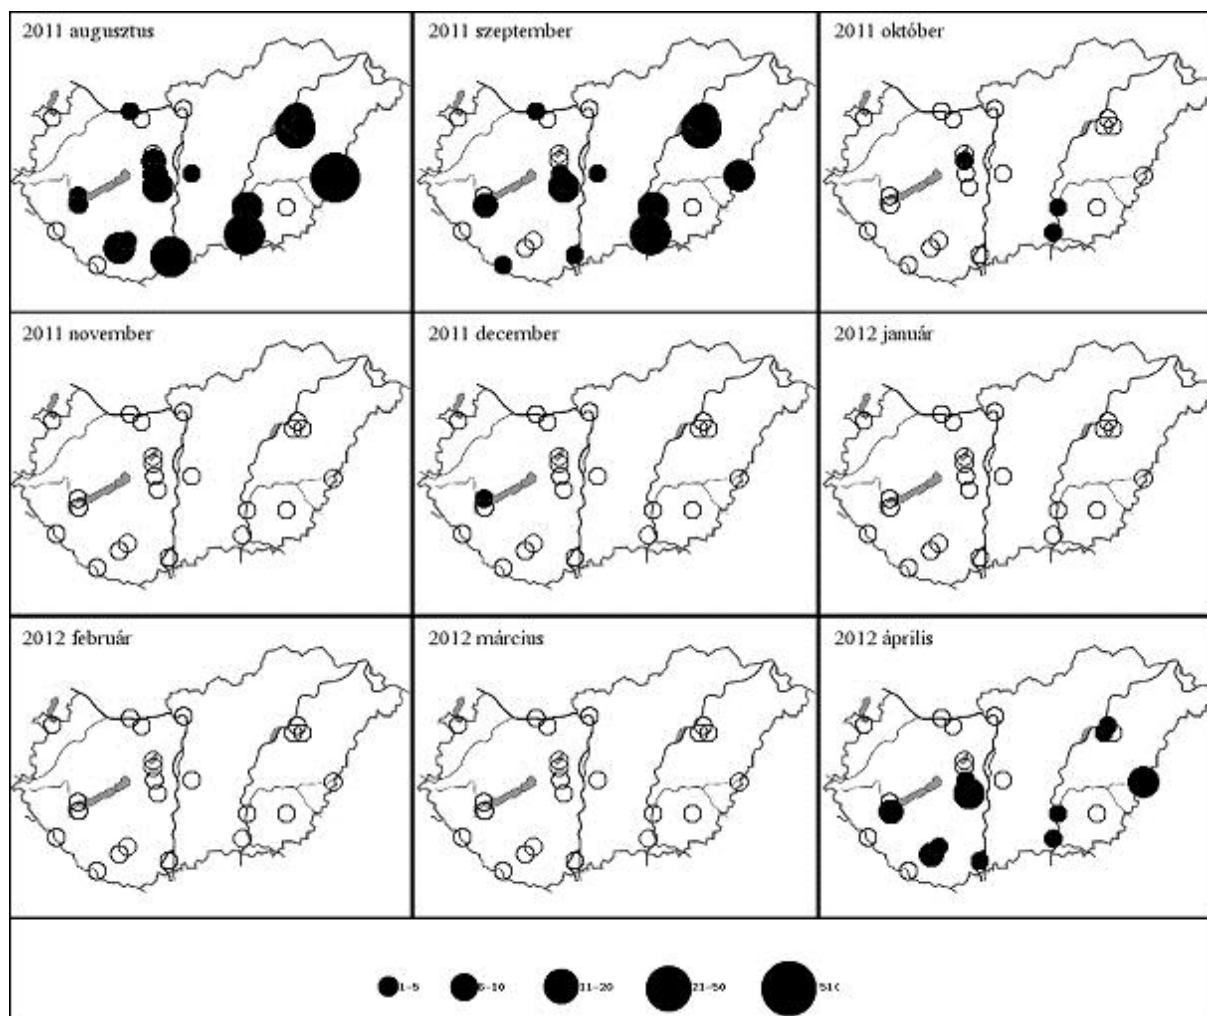 2011 augusztus
2011 szeptember
2011 október
2011 november
2011 december
2012 január
2012 február
2012 március
2012 április
1-5
6-10
11-20
21-50